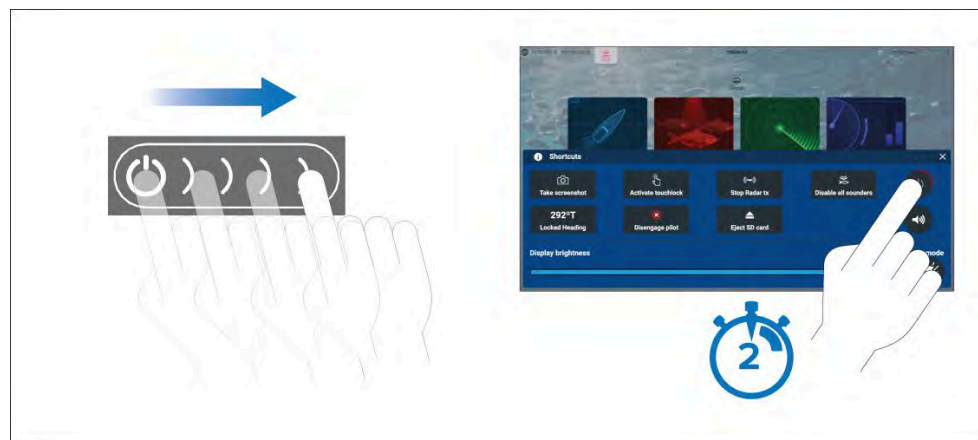 Shortcuts
Take screenshot
Activate touchlock
Stop Radar tx
Disable all sounders
292°T
Locked Heading
Disengage pilot
Eject SD card
Display brightness
mode
2